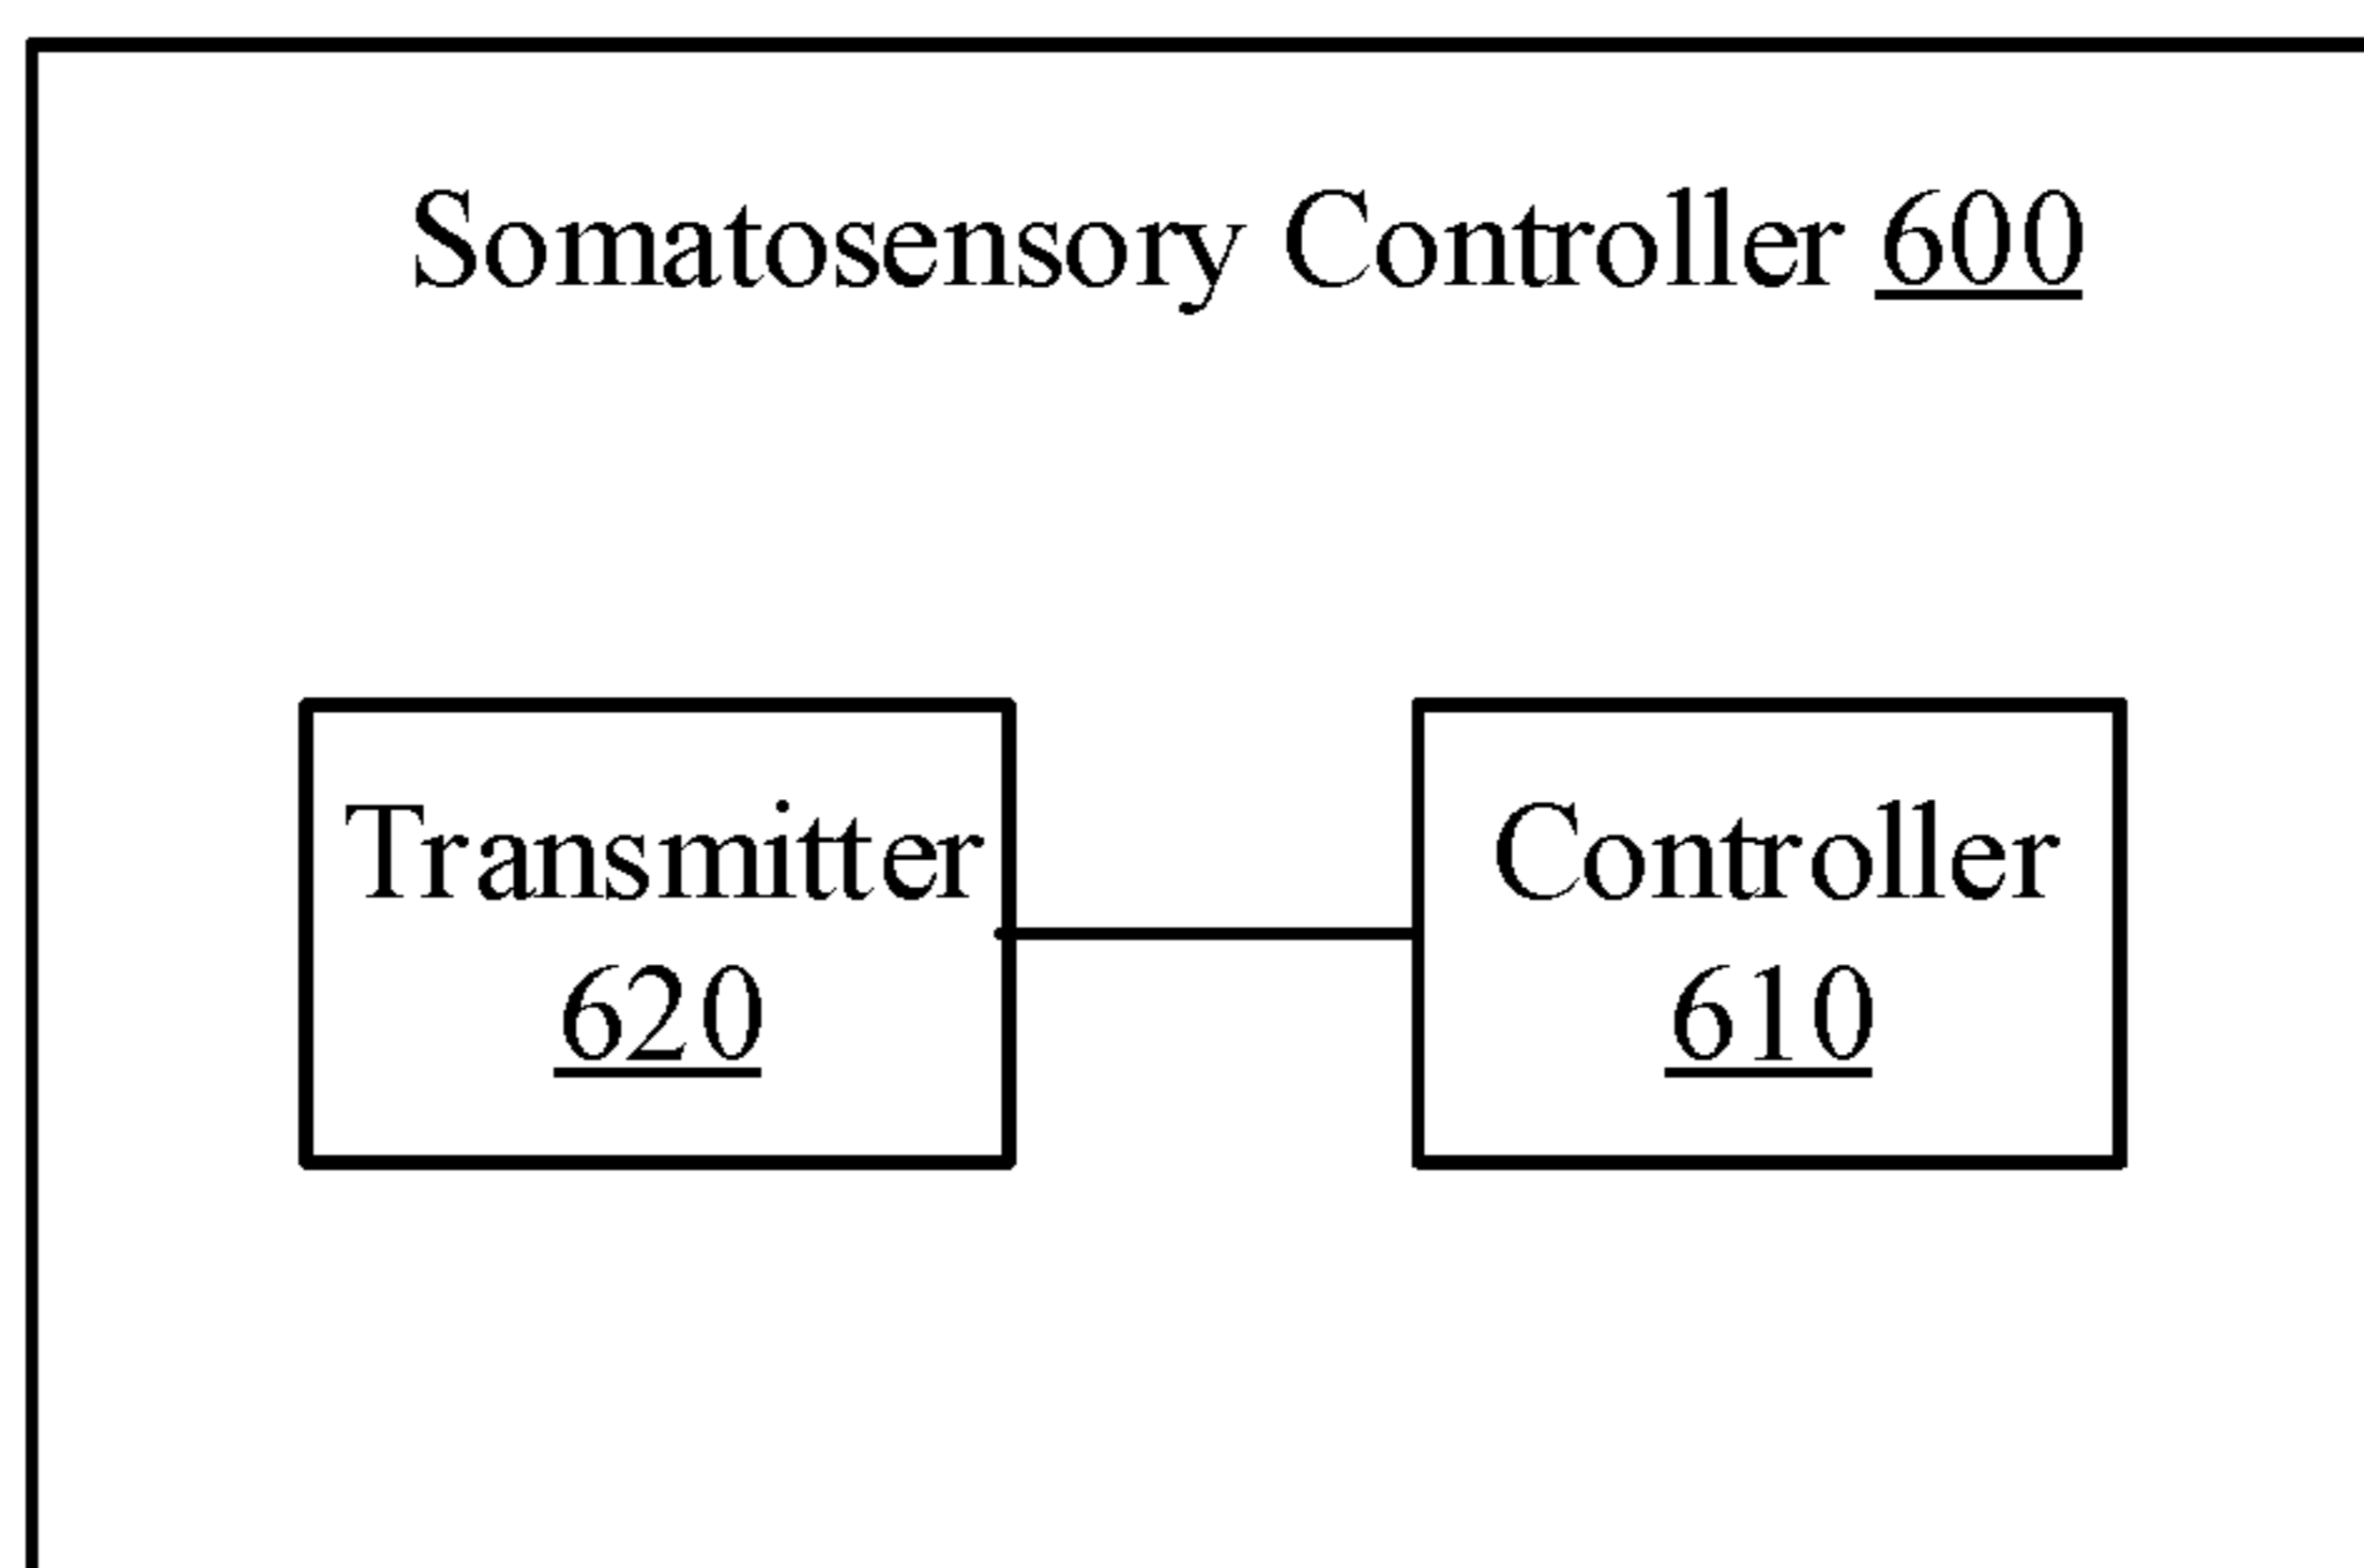 Somatosensory Controller 600
Transmitter
620
Controller
610